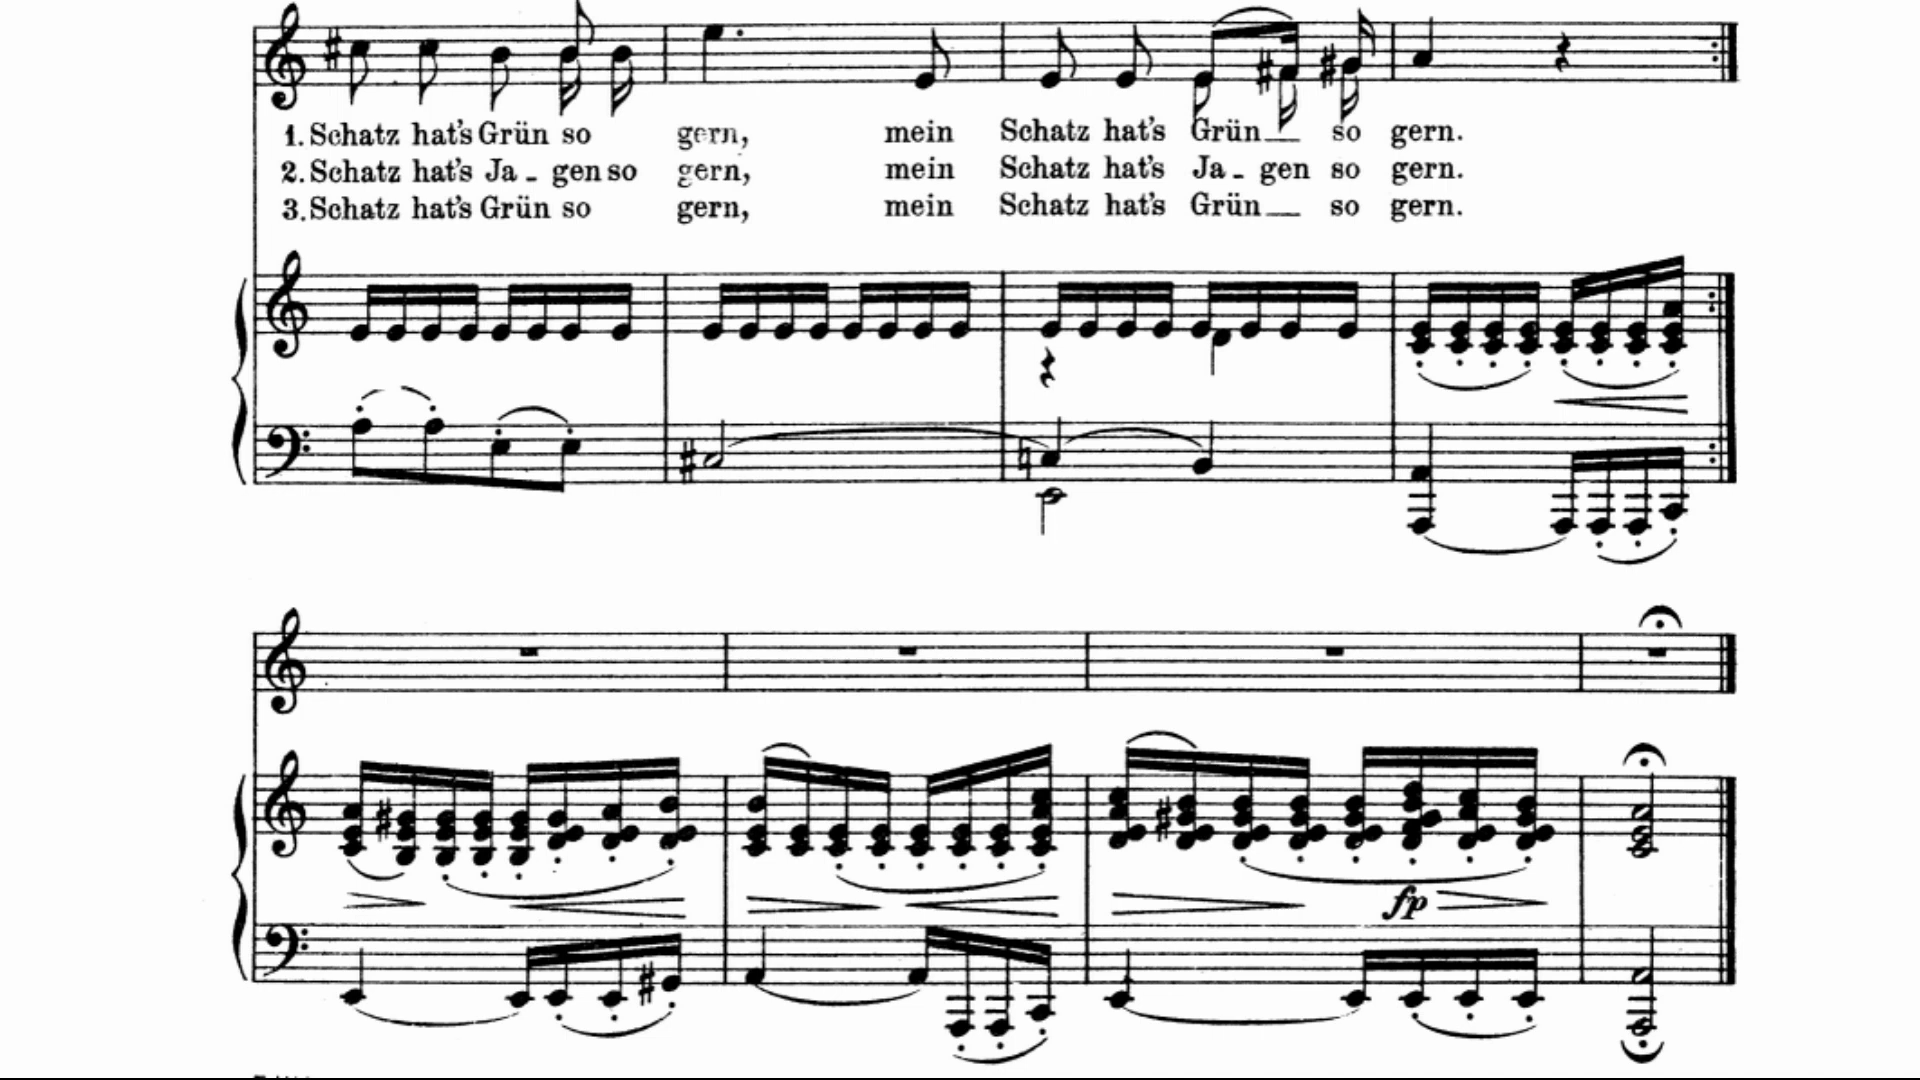 1. Schatz hat's Grün so gern, mein Schatz hat's Grün so gern.
2. Schatz hat's Ja - gen so gern, mein Schatz hat's Ja - gen so gern.
3. Schatz hat's Grün so gern, mein Schatz hat's Grün so gern.
fp